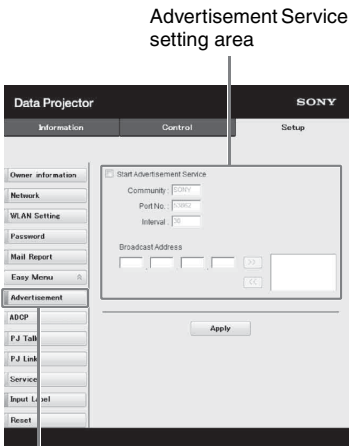 Advertisement Service
setting area
Data Projector
SONY
Information
Control
Setup
Owner information
Network
WLAN Setting
Password
Mail Report
Easy Menu
Advertisement
ADCP
PJ Talk
PJ Link
Service
Input Label
Reset
Start Advertisement Service
Community : SONY
Port No. : 53862
Interval : 30
Broadcast Address
>>
<<
Apply